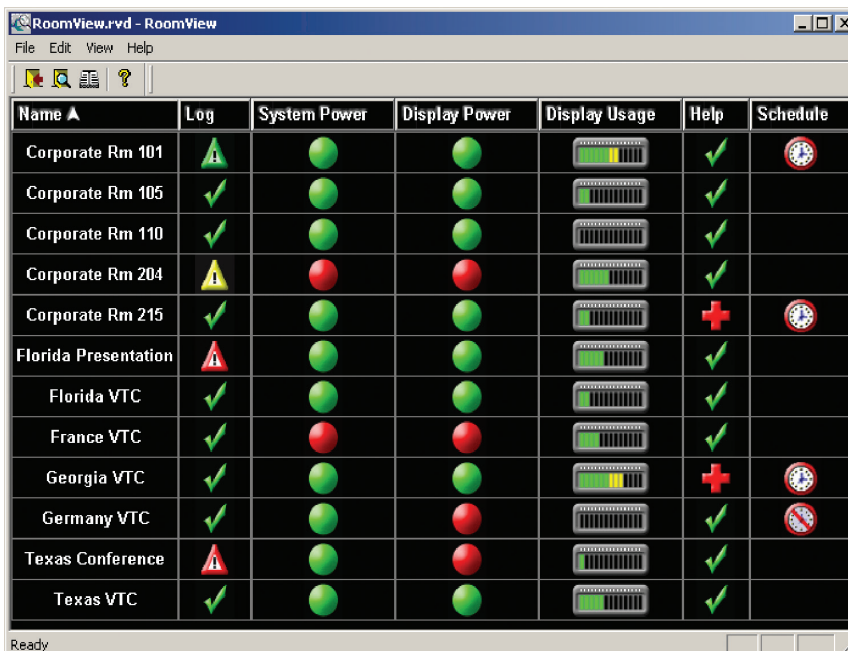 RoomView.rvd - RoomView
File Edit View Help
Name Log System Power Display Power Display Usage Help Schedule
Corporate Rm 101
Corporate Rm 105
Corporate Rm 110
Corporate Rm 204
Corporate Rm 215
Florida Presentation
Florida VTC
France VTC
Georgia VTC
Germany VTC
Texas Conference
Texas VTC
Ready